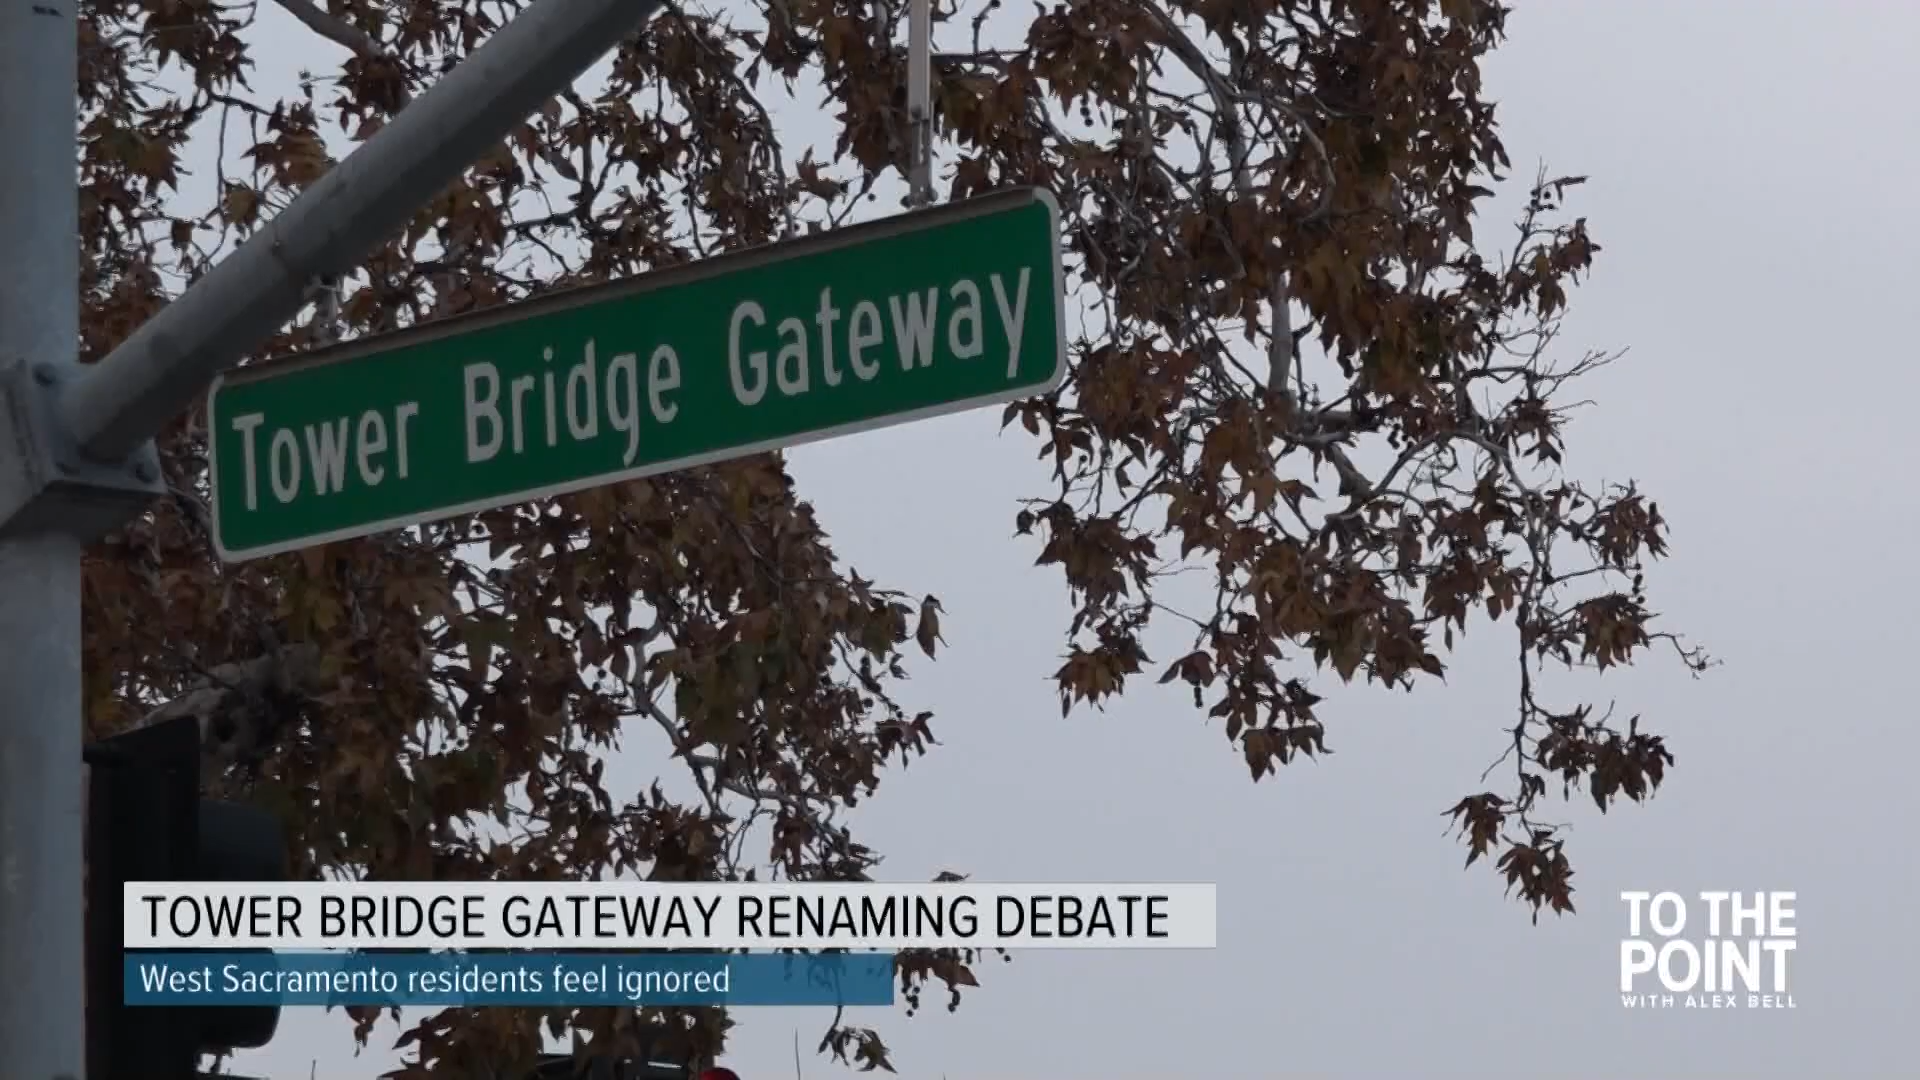 Tower Bridge Gateway
TOWER BRIDGE GATEWAY RENAMING DEBATE
West Sacramento residents feel ignored
TO THE
POINT
WITH ALEX BELL